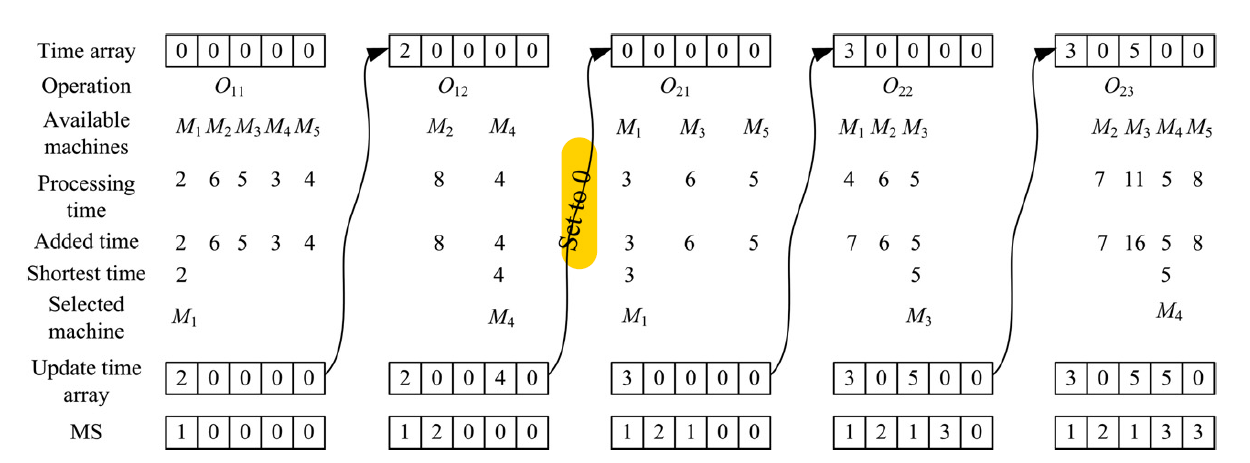 Time array 0 0 0 0 0 2 0 0 0 0 0 0 0 0 0 3 0 0 0 0 3 0 5 0 0
Operation O11 O12 O21 O22 O23
Available machines M1 M2 M3 M4 M5 M2 M4 M1 M3 M5 M1 M2 M3 M2 M3 M4 M5
Set to 0
Processing time 2 6 5 3 4 8 4 3 6 5 4 6 5 7 11 5 8
Added time 2 6 5 3 4 8 4 3 6 5 7 6 5 7 16 5 8
Shortest time 2 4 3 5 5
Selected machine M1 M4 M1 M3 M4
Update time array 2 0 0 0 0 2 0 0 4 0 3 0 0 0 0 3 0 5 0 0 3 0 5 5 0
MS 1 0 0 0 0 1 2 0 0 0 1 2 1 0 0 1 2 1 3 0 1 2 1 3 3